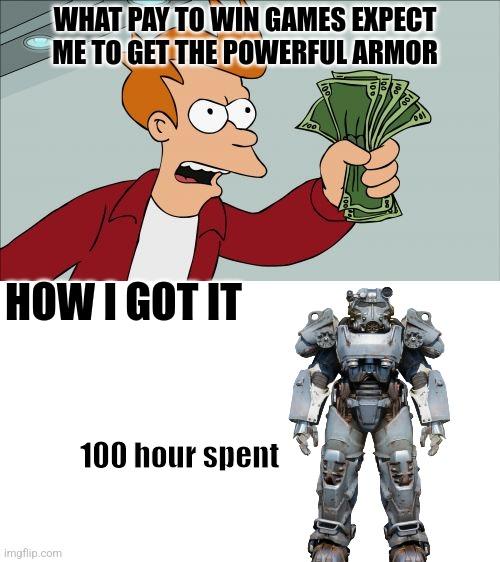 WHAT PAY TO WIN GAMES EXPECT
ME TO GET THE POWERFUL ARMOR
HOW I GOT IT
100 hour spent
imgflip.com